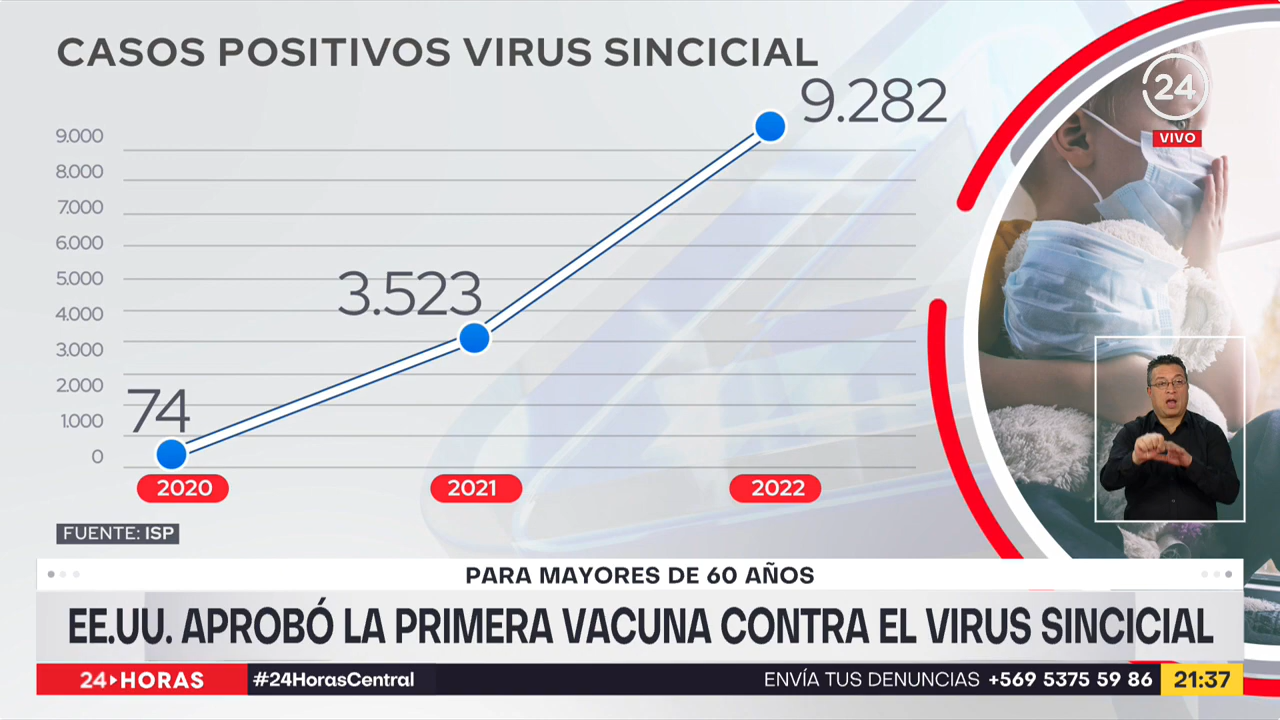 CASOS POSITIVOS VIRUS SINCICIAL
24
VIVO
9.282
9.000
8.000
7.000
6.000
5.000
3.523
4.000
3.000
2.000
74
1.000
0
2020
2021
2022
FUENTE: ISP
PARA MAYORES DE 60 AÑOS
EE.UU. APROBÓ LA PRIMERA VACUNA CONTRA EL VIRUS SINCICIAL
24 HORAS
#24HorasCentral
ENVÍA TUS DENUNCIAS +569 5375 59 86
21:37